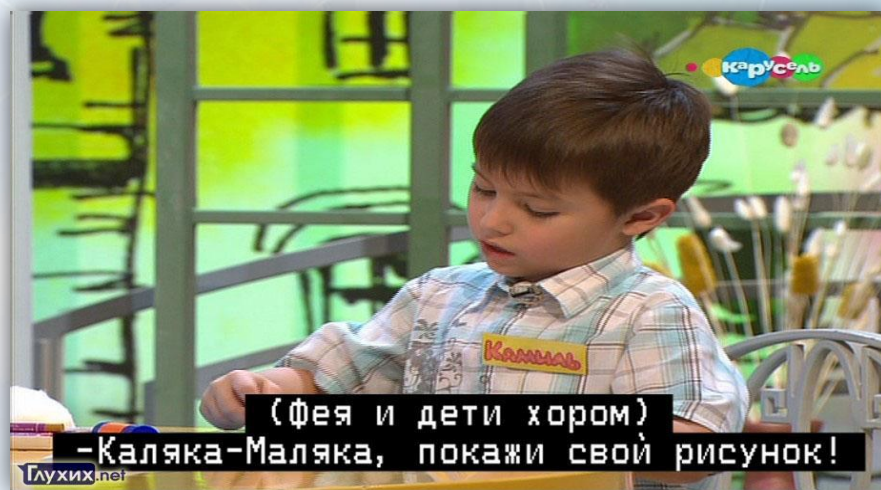 карусель
Камиль
(Фея и дети хором)
-Каляка-Маляка, покажи свой рисунок!
Глухих.net